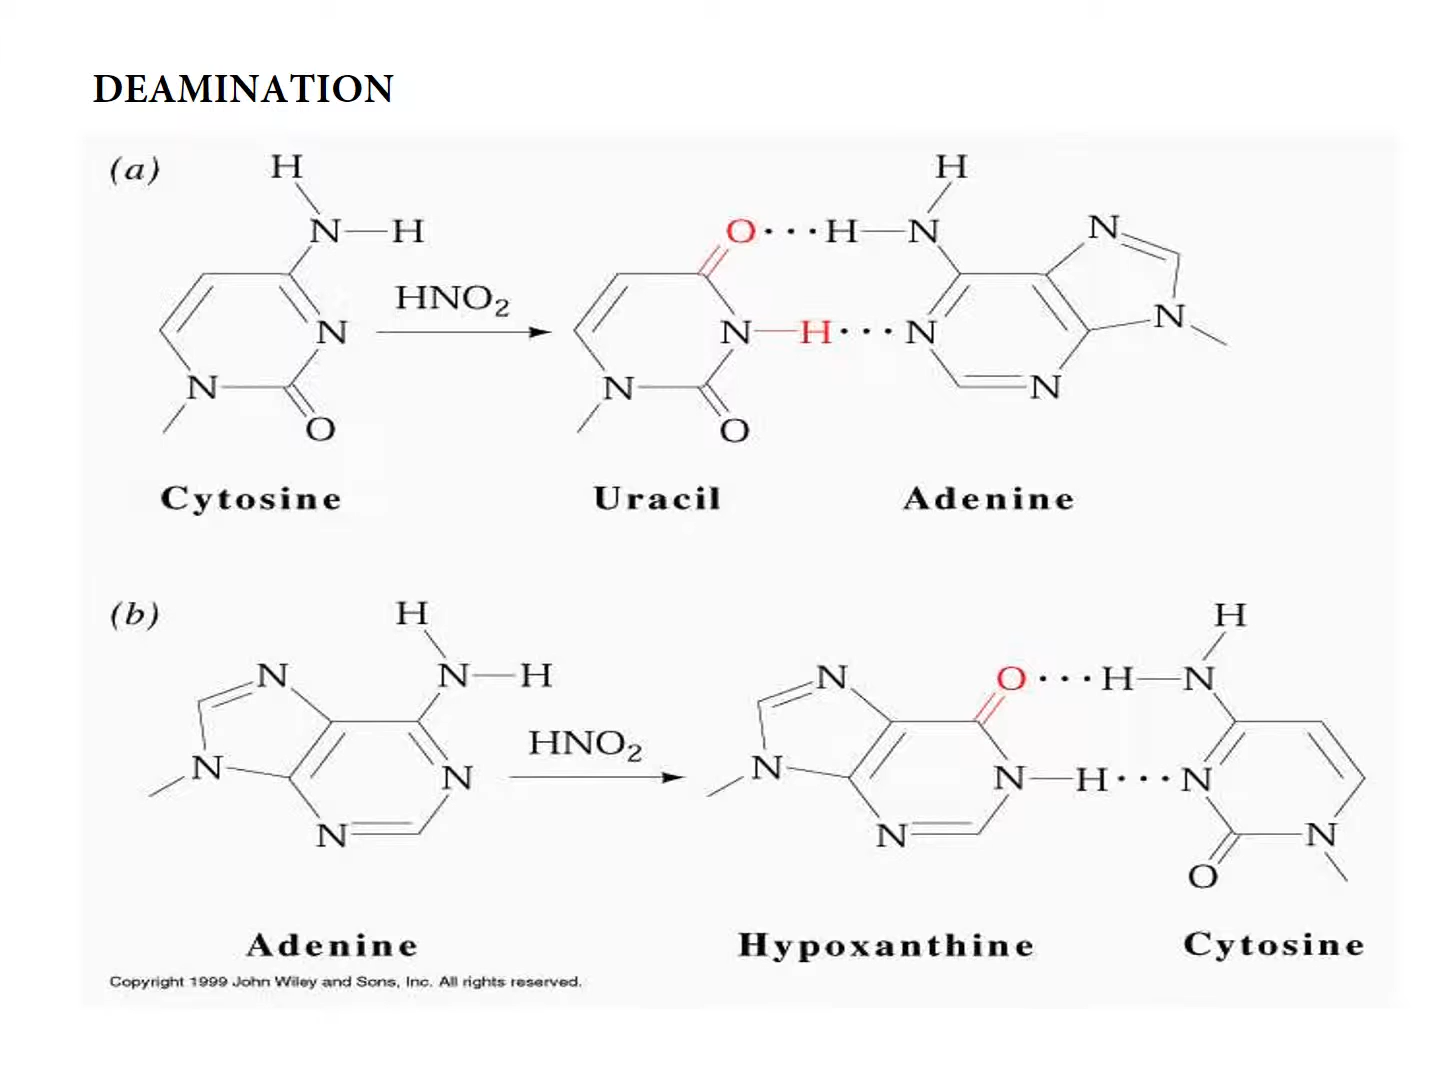 DEAMINATION
(a)
H H
N—H O···H—N N
HNO2
N N—H···N N
N N N
O O
Cytosine Uracil Adenine
(b)
H H
N N—H N O···H—N
HNO2
N N N N—H···N
N N N
O
Adenine Hypoxanthine Cytosine
Copyright 1999 John Wiley and Sons, Inc. All rights reserved.